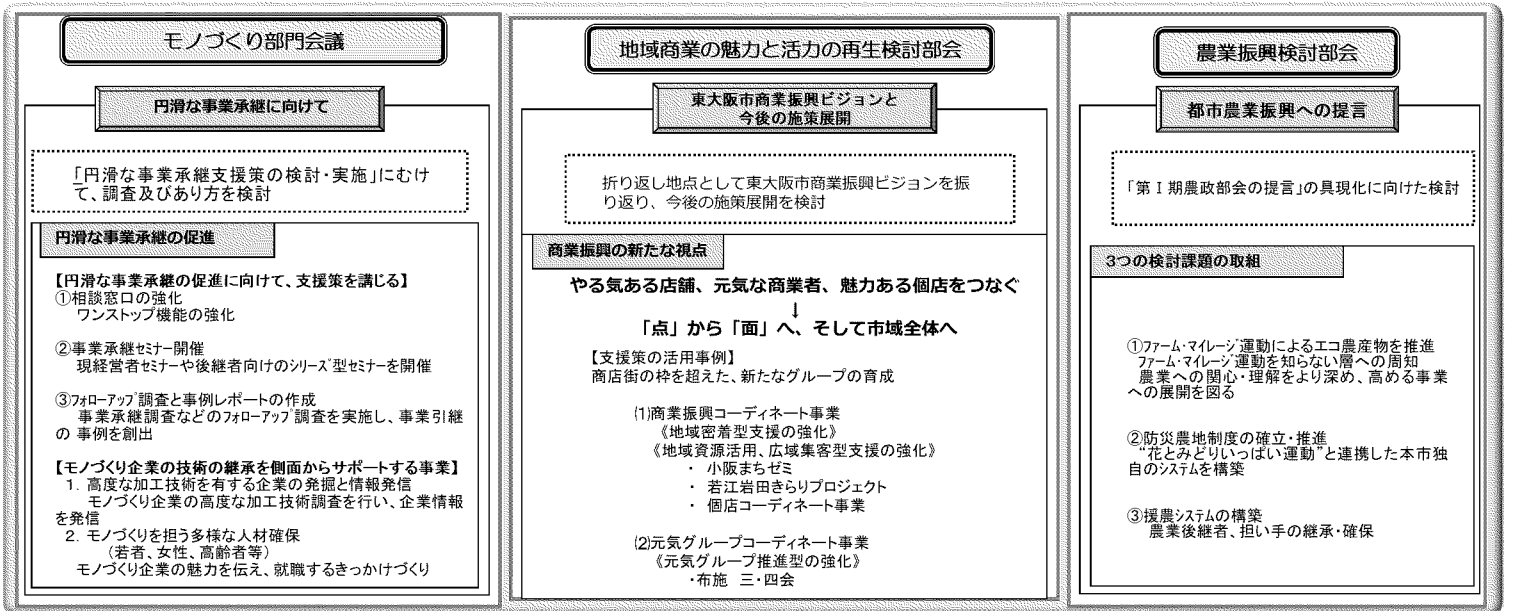 モノづくり部門会議
円滑な事業承継に向けて
「円滑な事業承継支援策の検討・実施」にむけ
て、調査及びあり方を検討
円滑な事業承継の促進
【円滑な事業承継の促進に向けて、支援策を講じる】
①相談窓口の強化
ワンストップ機能の強化
②事業承継セミナー開催
現経営者セミナーや後継者向けのシリーズ型セミナーを開催
③フォローアップ調査と事例レポートの作成
事業承継調査などのフォローアップ調査を実施し、事業引継
の 事例を創出
【モノづくり企業の技術の継承を側面からサポートする事業】
1．高度な加工技術を有する企業の発掘と情報発信
モノづくり企業の高度な加工技術調査を行い、企業情報
を発信
2．モノづくりを担う多様な人材確保
（若者、女性、高齢者等）
モノづくり企業の魅力を伝え、就職するきっかけづくり
地域商業の魅力と活力の再生検討部会
東大阪市商業振興ビジョンと
今後の施策展開
折り返し地点として東大阪市商業振興ビジョンを振
り返り、今後の施策展開を検討
商業振興の新たな視点
やる気ある店舗、元気な商業者、魅力ある個店をつなぐ
↓
「点」から「面」へ、そして市域全体へ
【支援策の活用事例】
商店街の枠を超えた、新たなグループの育成
⑴商業振興コーディネート事業
《地域密着型支援の強化》
《地域資源活用、広域集客型支援の強化》
・ 小阪まちゼミ
・ 若江岩田きらりプロジェクト
・ 個店コーディネート事業
⑵元気グループコーディネート事業
《元気グループ推進型の強化》
・布施 三・四会
農業振興検討部会
都市農業振興への提言
「第Ⅰ期農政部会の提言」の具現化に向けた検討
3つの検討課題の取組
①ファーム・マイレージ運動によるエコ農産物を推進
ファーム・マイレージ運動を知らない層への周知
農業への関心・理解をより深め、高める事業
への展開を図る
②防災農地制度の確立・推進
“花とみどりいっぱい運動”と連携した本市独
自のシステムを構築
③援農システムの構築
農業後継者、担い手の継承・確保